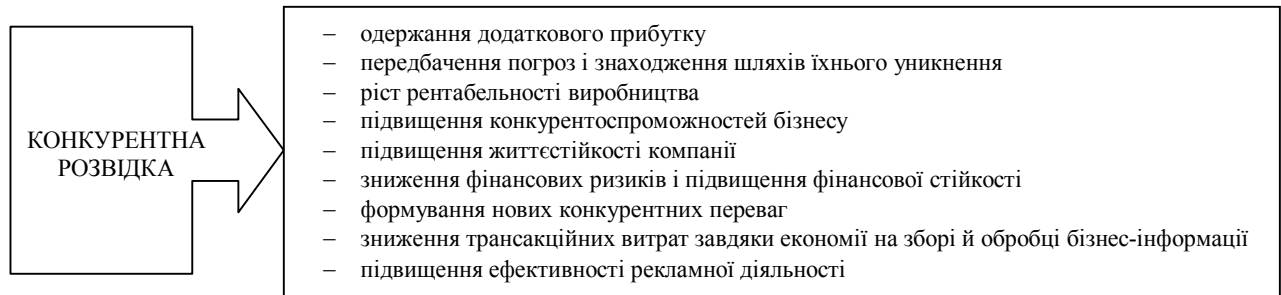 КОНКУРЕНТНА
РОЗВІДКА
– одержання додаткового прибутку
– передбачення погроз і знаходження шляхів їхнього уникнення
– ріст рентабельності виробництва
– підвищення конкурентоспроможностей бізнесу
– підвищення життєстійкості компанії
– зниження фінансових ризиків і підвищення фінансової стійкості
– формування нових конкурентних переваг
– зниження трансакційних витрат завдяки економії на зборі й обробці бізнес-інформації
– підвищення ефективності рекламної діяльності